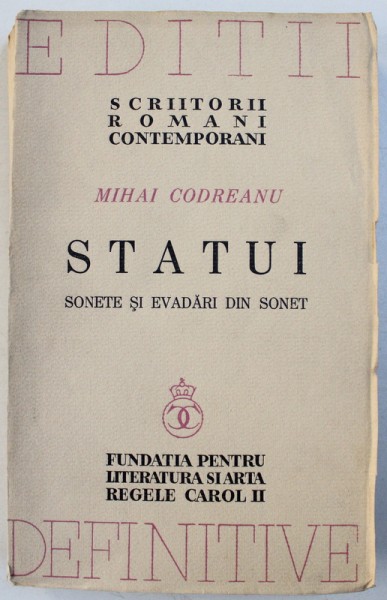 EDITII
SCRIITORII
ROMANI
CONTEMPORANI
MIHAI CODREANU
STATUI
SONETE ȘI EVADĂRI DIN SONET
FUNDATIA PENTRU
LITERATURA SI ARTA
REGELE CAROL II
DEFINITIVE